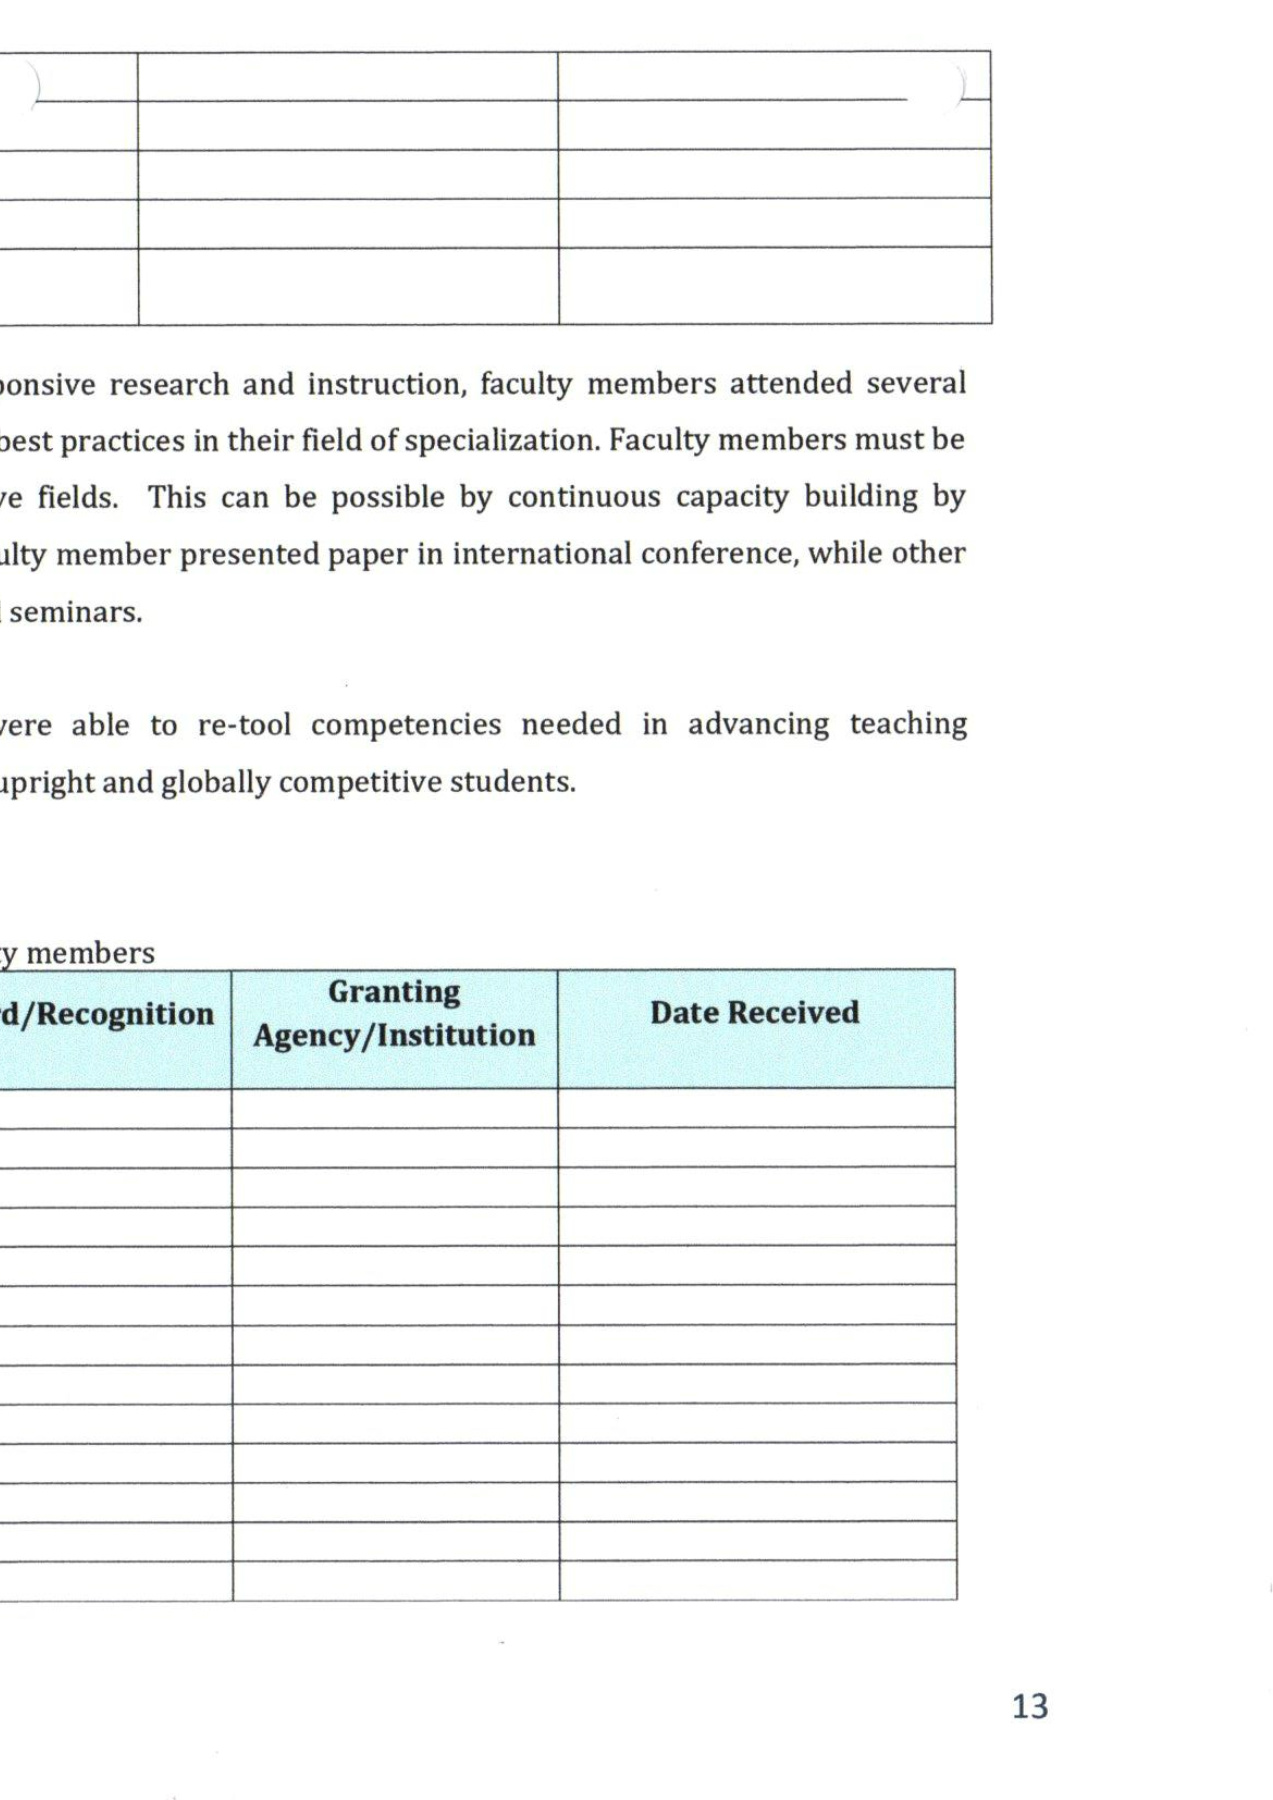 ponsive research and instruction, faculty members attended several
best practices in their field of specialization. Faculty members must be
ve fields. This can be possible by continuous capacity building by
ulty member presented paper in international conference, while other
seminars.
were able to re-tool competencies needed in advancing teaching
upright and globally competitive students.
ty members
d/Recognition
Granting
Agency/Institution
Date Received
13